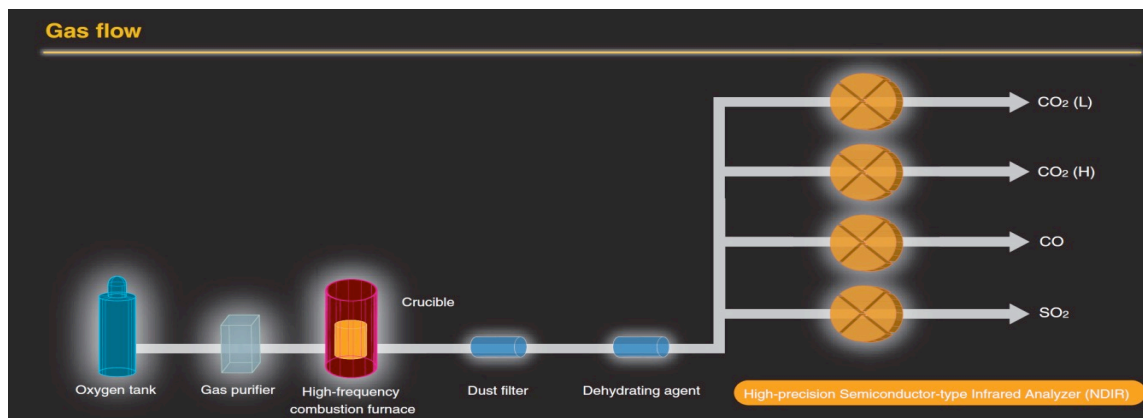 Gas flow
CO₂ (L)
CO₂ (H)
CO
SO₂
Crucible
Oxygen tank
Gas purifier
High-frequency
combustion furnace
Dust filter
Dehydrating agent
High-precision Semiconductor-type Infrared Analyzer (NDIR)